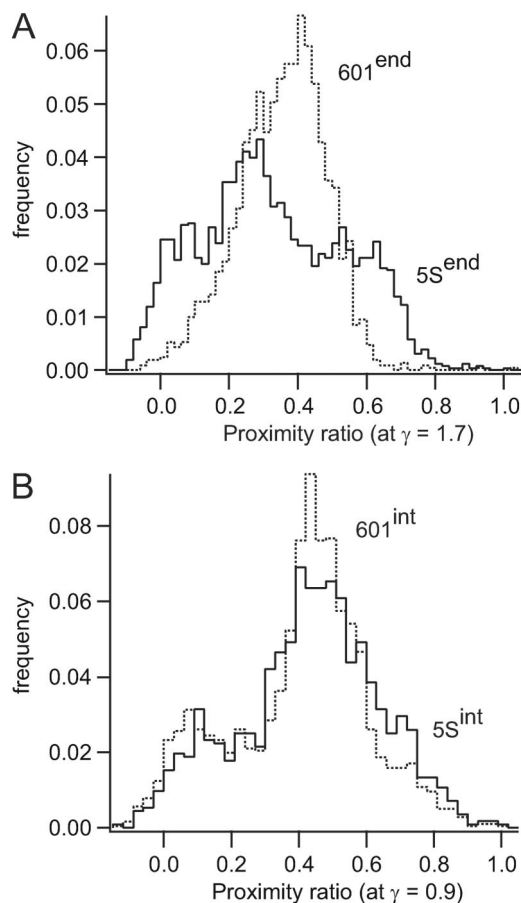 A
0.06
0.05
0.04
0.03
0.02
0.01
0.00
frequency
601end
5Send
0.0 0.2 0.4 0.6 0.8 1.0
Proximity ratio (at γ = 1.7)
B
0.08
0.06
0.04
0.02
0.00
frequency
601int
5Sint
0.0 0.2 0.4 0.6 0.8 1.0
Proximity ratio (at γ = 0.9)